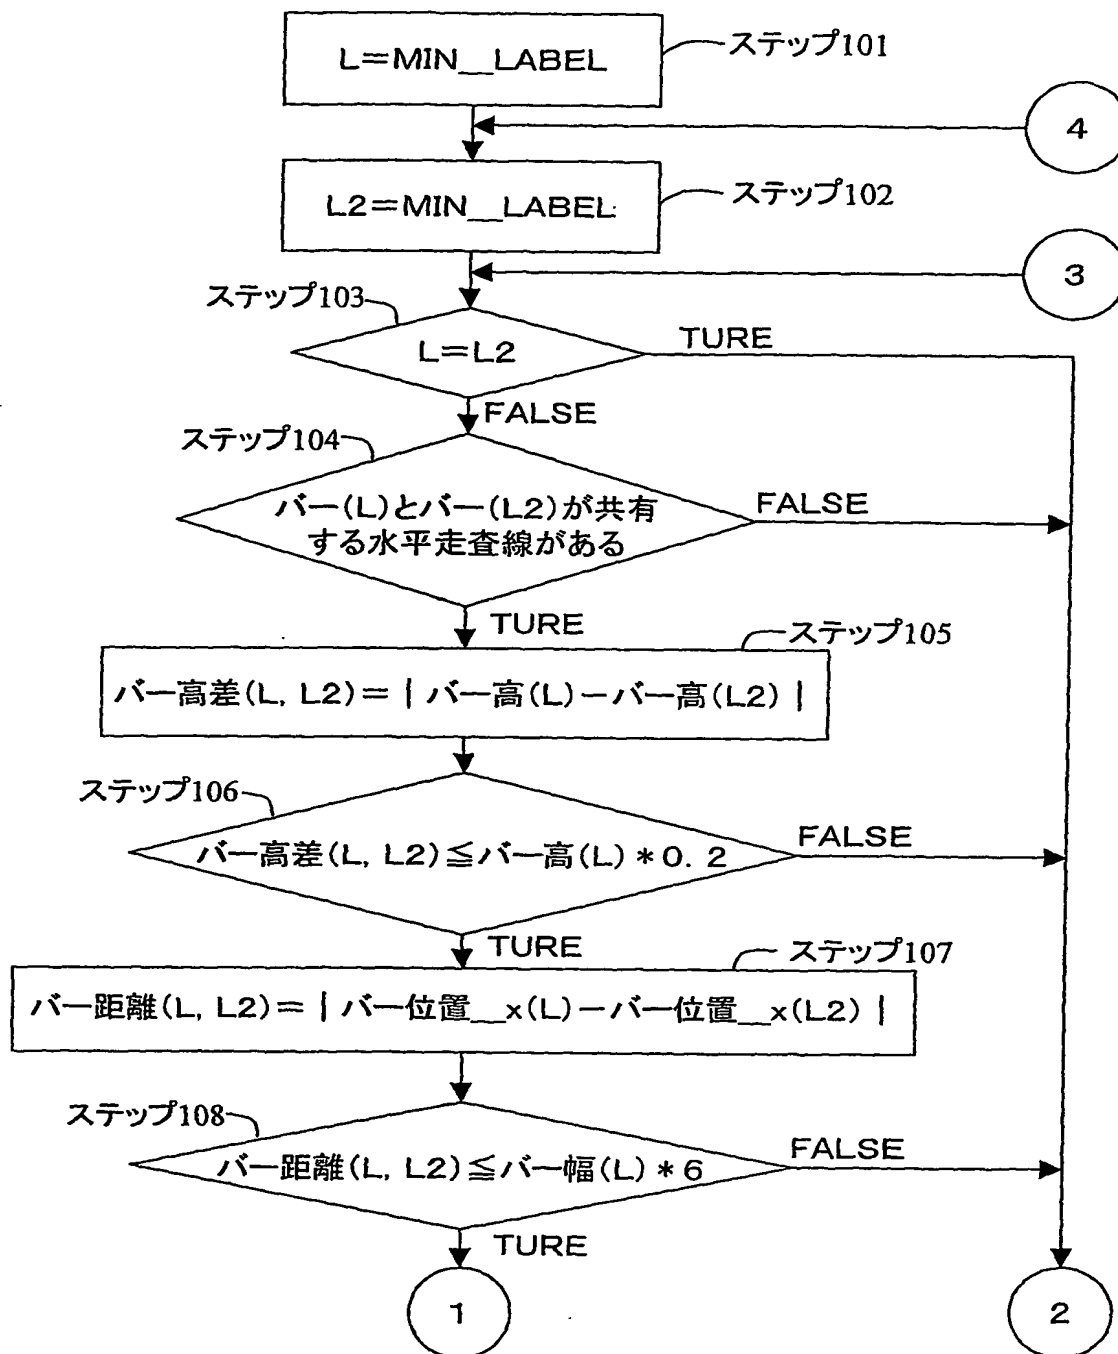 L=MIN__LABEL
ステップ101
4
L2=MIN__LABEL
ステップ102
3
ステップ103
L=L2
TURE
FALSE
ステップ104
バー(L)とバー(L2)が共有
する水平走査線がある
FALSE
TURE
ステップ105
バー高差(L, L2)=|バー高(L)-バー高(L2)|
ステップ106
バー高差(L, L2)≦バー高(L)*0.2
FALSE
TURE
ステップ107
バー距離(L, L2)=|バー位置__x(L)-バー位置__x(L2)|
ステップ108
バー距離(L, L2)≦バー幅(L)*6
FALSE
TURE
1
2